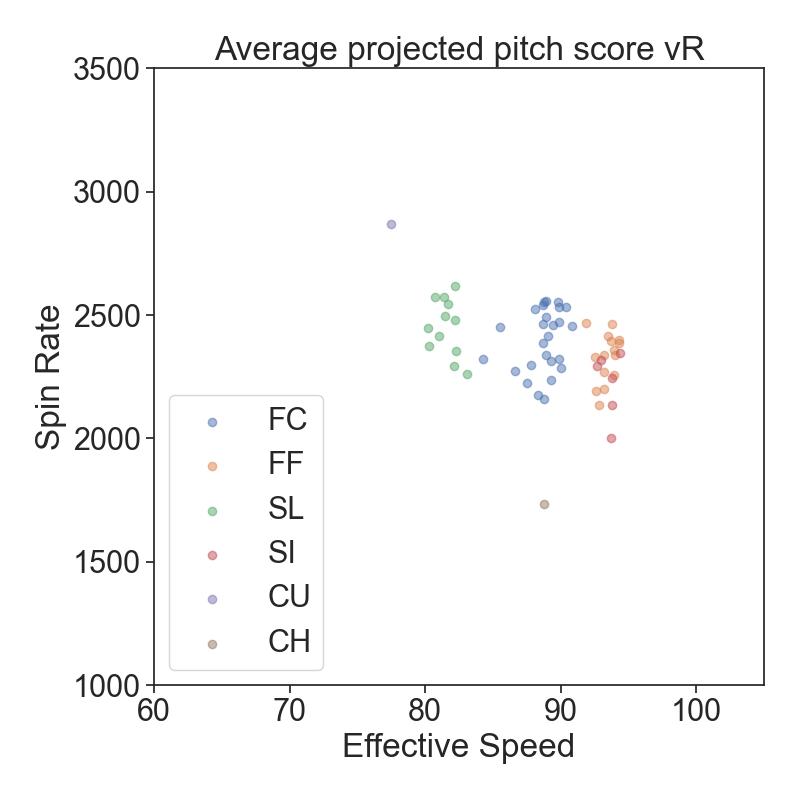 Average projected pitch score vR
3500
3000
2500
2000
1500
1000
Spin Rate
FC
FF
SL
SI
CU
CH
60
70
80
90
100
Effective Speed